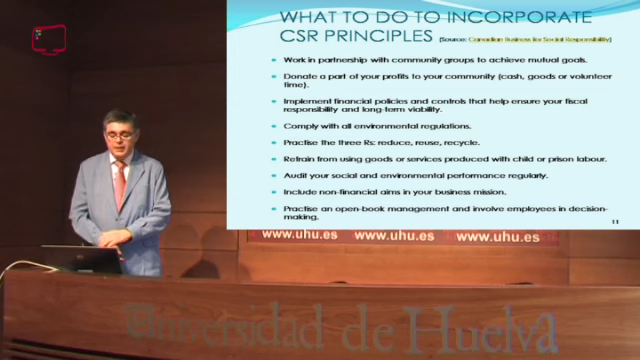 WHAT TO DO TO INCORPORATE
CSR PRINCIPLES (Source: Canadian Business for Social Responsibility)
Work in partnership with community groups to achieve mutual goals.
Donate a part of your profits to your community (cash, goods or volunteer
time).
Implement financial policies and controls that help ensure your fiscal
responsibility and long-term viability.
Comply with all environmental regulations.
Practise the three Rs: reduce, reuse, recycle.
Refrain from using goods or services produced with child or prison labour.
Audit your social and environmental performance regularly.
Include non-financial aims in your business mission.
Practise an open-book management and involve employees in decision-
making.
11
www.uhu.es www.uhu.es www.uhu.es
Universidad de Huelva